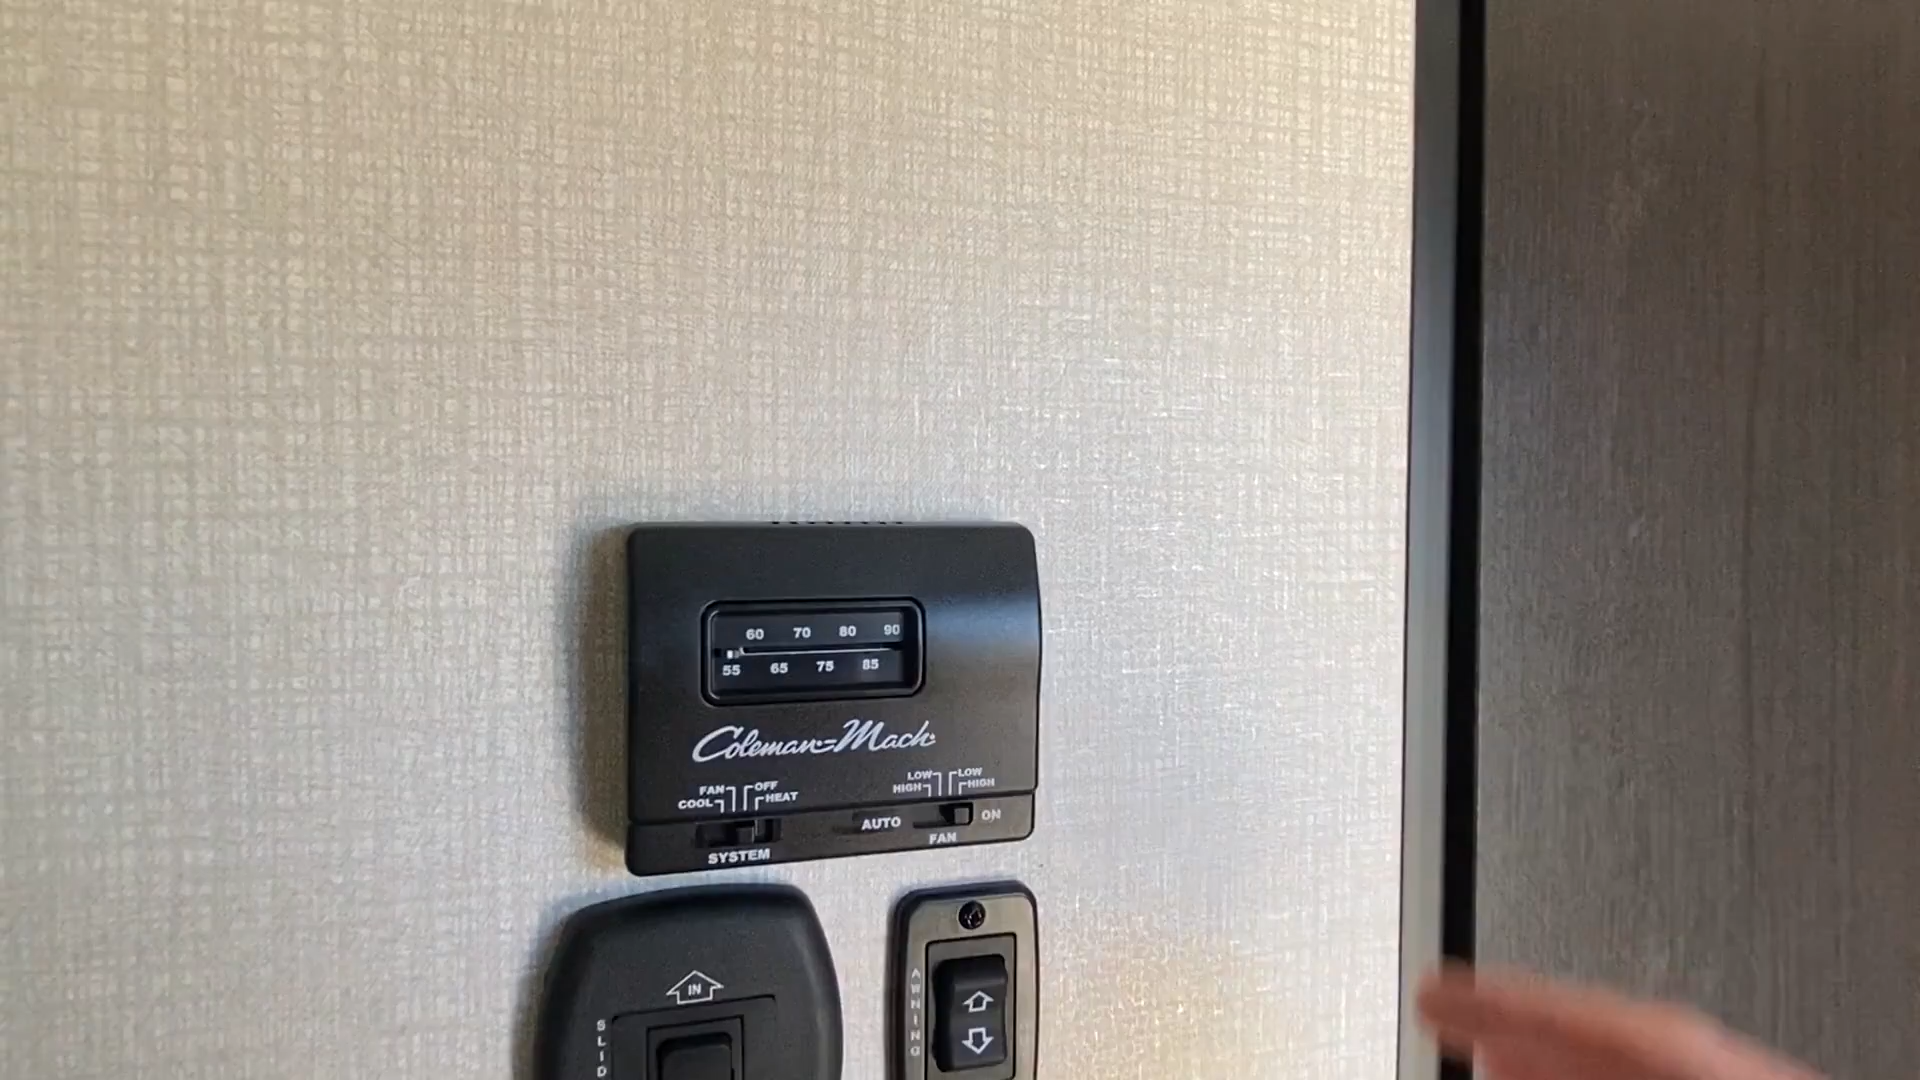 60 70 80 90
55 65 75 85
Coleman-Mach
FAN OFF
COOL HEAT
SYSTEM
LOW LOW
HIGH HIGH
AUTO ON
FAN
IN
SLID
AWNING